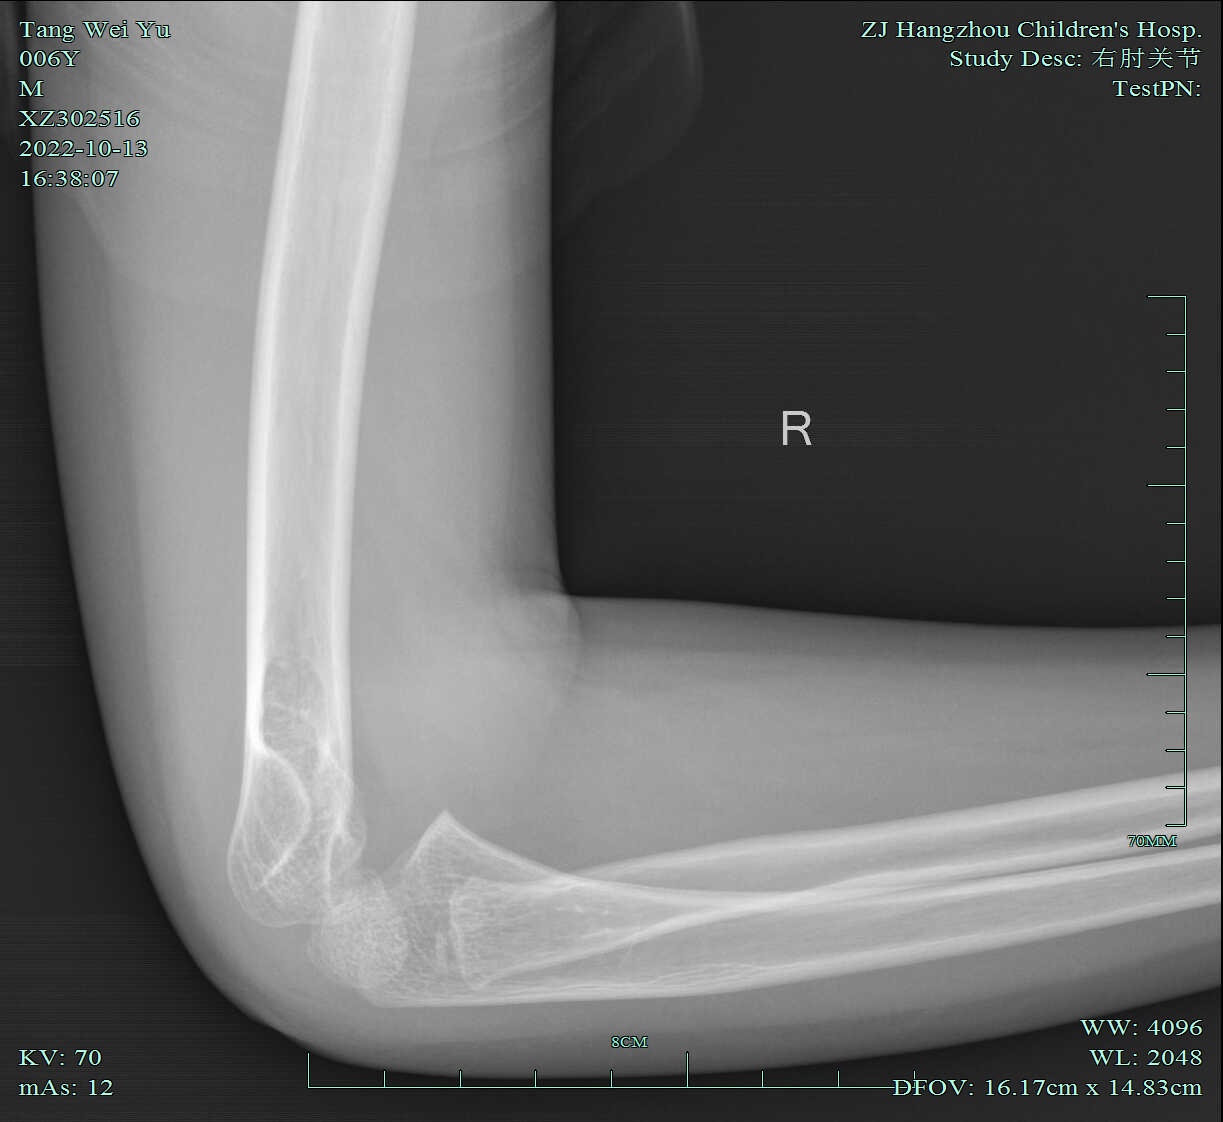 Tang Wei Yu
006Y
M
XZ302516
2022-10-13
16:38:07
ZJ Hangzhou Children's Hosp.
Study Desc: 右肘关节
TestPN:
R
70MM
8CM
KV: 70
mAs: 12
WW: 4096
WL: 2048
DFOV: 16.17cm x 14.83cm